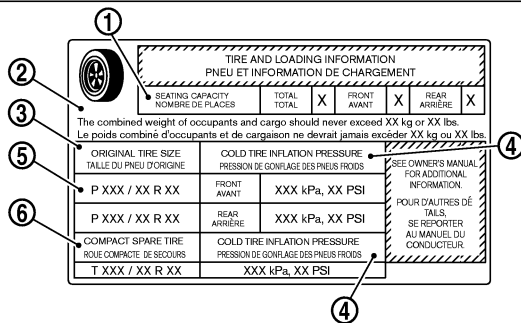 1
TIRE AND LOADING INFORMATION
PNEU ET INFORMATION DE CHARGEMENT
2
SEATING CAPACITY
NOMBRE DE PLACES
TOTAL
TOTAL
X
FRONT
AVANT
X
REAR
ARRIÈRE
X
The combined weight of occupants and cargo should never exceed XX kg or XX lbs.
Le poids combiné d'occupants et de cargaison ne devrait jamais excéder XX kg ou XX lbs.
3
ORIGINAL TIRE SIZE
TAILLE DU PNEU D'ORIGINE
COLD TIRE INFLATION PRESSURE
PRESSION DE GONFLAGE DES PNEUS FROIDS
4
5
P XXX / XX R XX
FRONT
AVANT
XXX kPa, XX PSI
P XXX / XX R XX
REAR
ARRIÈRE
XXX kPa, XX PSI
SEE OWNER'S MANUAL
FOR ADDITIONAL
INFORMATION.
POUR D'AUTRES DÉ
TAILS,
SE REPORTER
AU MANUEL DU
CONDUCTEUR.
6
COMPACT SPARE TIRE
ROUE COMPACTE DE SECOURS
COLD TIRE INFLATION PRESSURE
PRESSION DE GONFLAGE DES PNEUS FROIDS
T XXX / XX R XX
XXX kPa, XX PSI
4